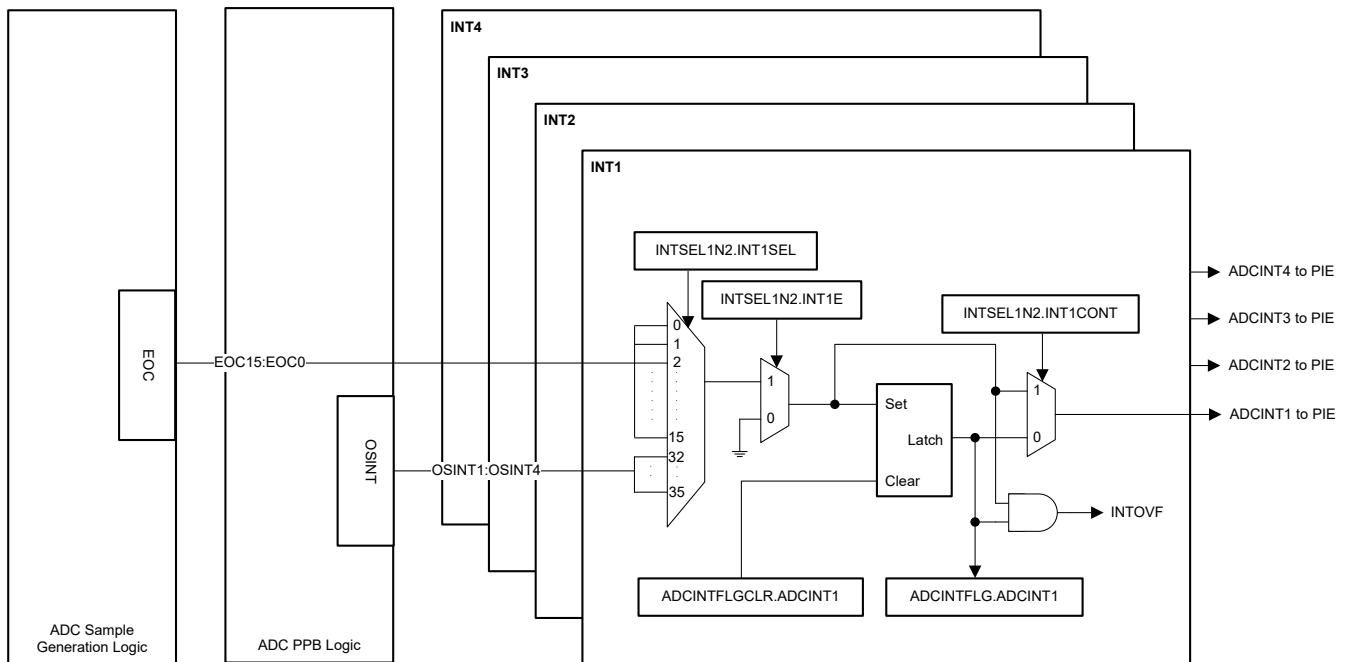 INT4
INT3
INT2
INT1
INTSEL1N2.INT1SEL
INTSEL1N2.INT1E
INTSEL1N2.INT1CONT
ADCINT4 to PIE
ADCINT3 to PIE
ADCINT2 to PIE
ADCINT1 to PIE
EOC
EOC15:EOC0
OSINT
OSINT1:OSINT4
0
1
2
15
32
35
1
0
Set
Latch
Clear
1
0
INTOVF
ADCINTFLGCLR.ADCINT1
ADCINTFLG.ADCINT1
ADC Sample
Generation Logic
ADC PPB Logic